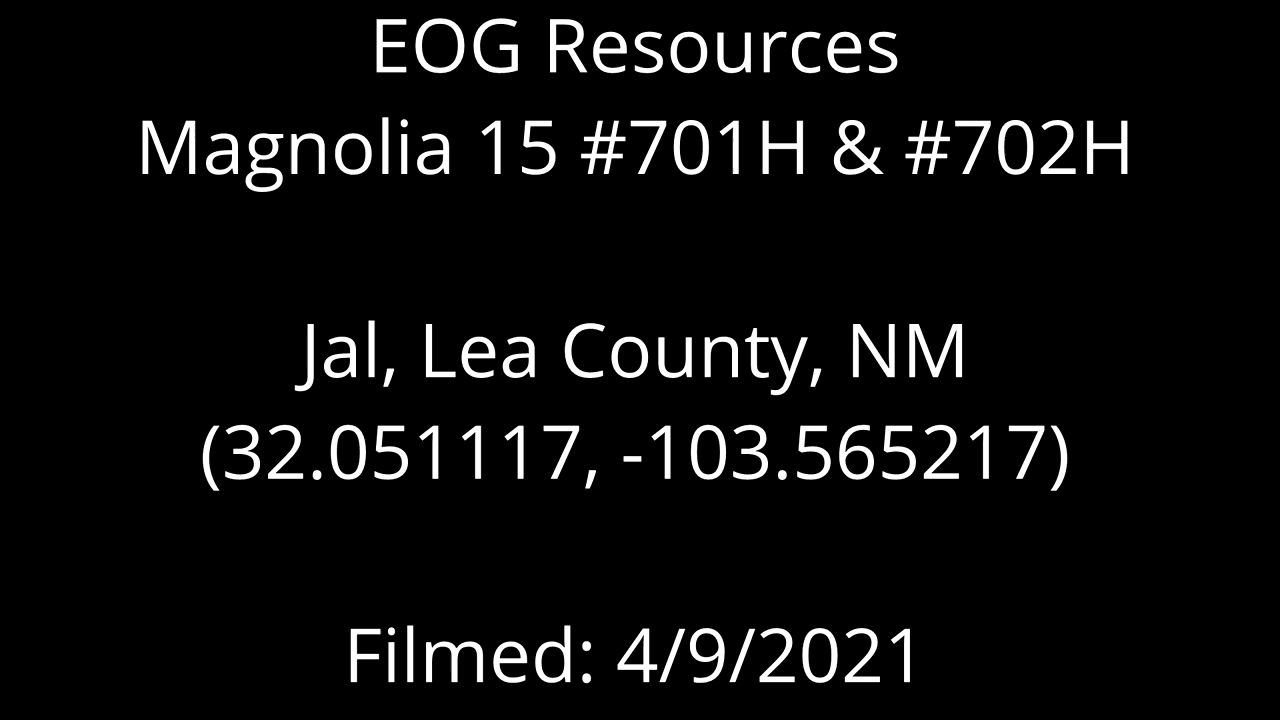 EOG Resources
Magnolia 15 #701H & #702H
Jal, Lea County, NM
(32.051117, -103.565217)
Filmed: 4/9/2021